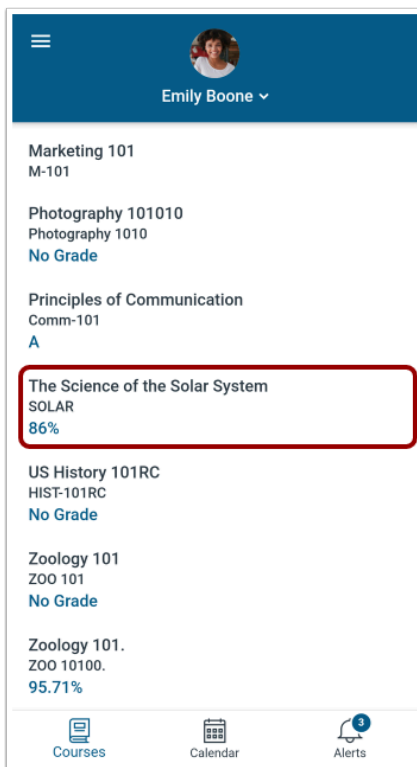 Emily Boone
Marketing 101
M-101
Photography 101010
Photography 1010
No Grade
Principles of Communication
Comm-101
A
The Science of the Solar System
SOLAR
86%
US History 101RC
HIST-101RC
No Grade
Zoology 101
ZOO 101
No Grade
Zoology 101.
ZOO 10100.
95.71%
3
Courses Calendar Alerts